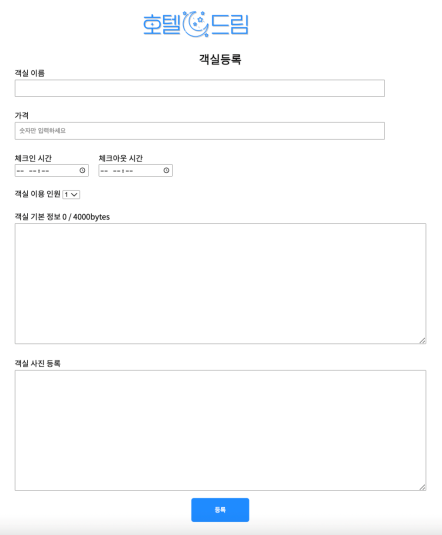 호텔드림
객실등록
객실 이름
가격
숫자만 입력하세요
체크인 시간 체크아웃 시간
-- --:-- -- --:--
객실 이용 인원 1
객실 기본 정보 0 / 4000bytes
객실 사진 등록
등록